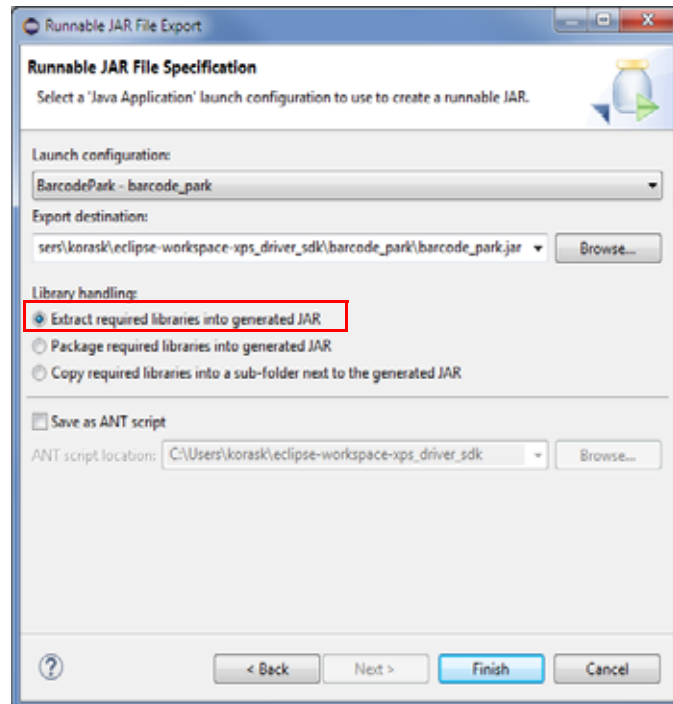 Runnable JAR File Export
Runnable JAR File Specification
Select a 'Java Application' launch configuration to use to create a runnable JAR.
Launch configuration:
BarcodePark - barcode_park
Export destination:
sers\korask\eclipse-workspace-xps_driver_sdk\barcode_park\barcode_park.jar
Browse...
Library handling:
Extract required libraries into generated JAR
Package required libraries into generated JAR
Copy required libraries into a sub-folder next to the generated JAR
Save as ANT script
ANT script location: C:\Users\korask\eclipse-workspace-xps_driver_sdk Browse...
? < Back Next > Finish Cancel